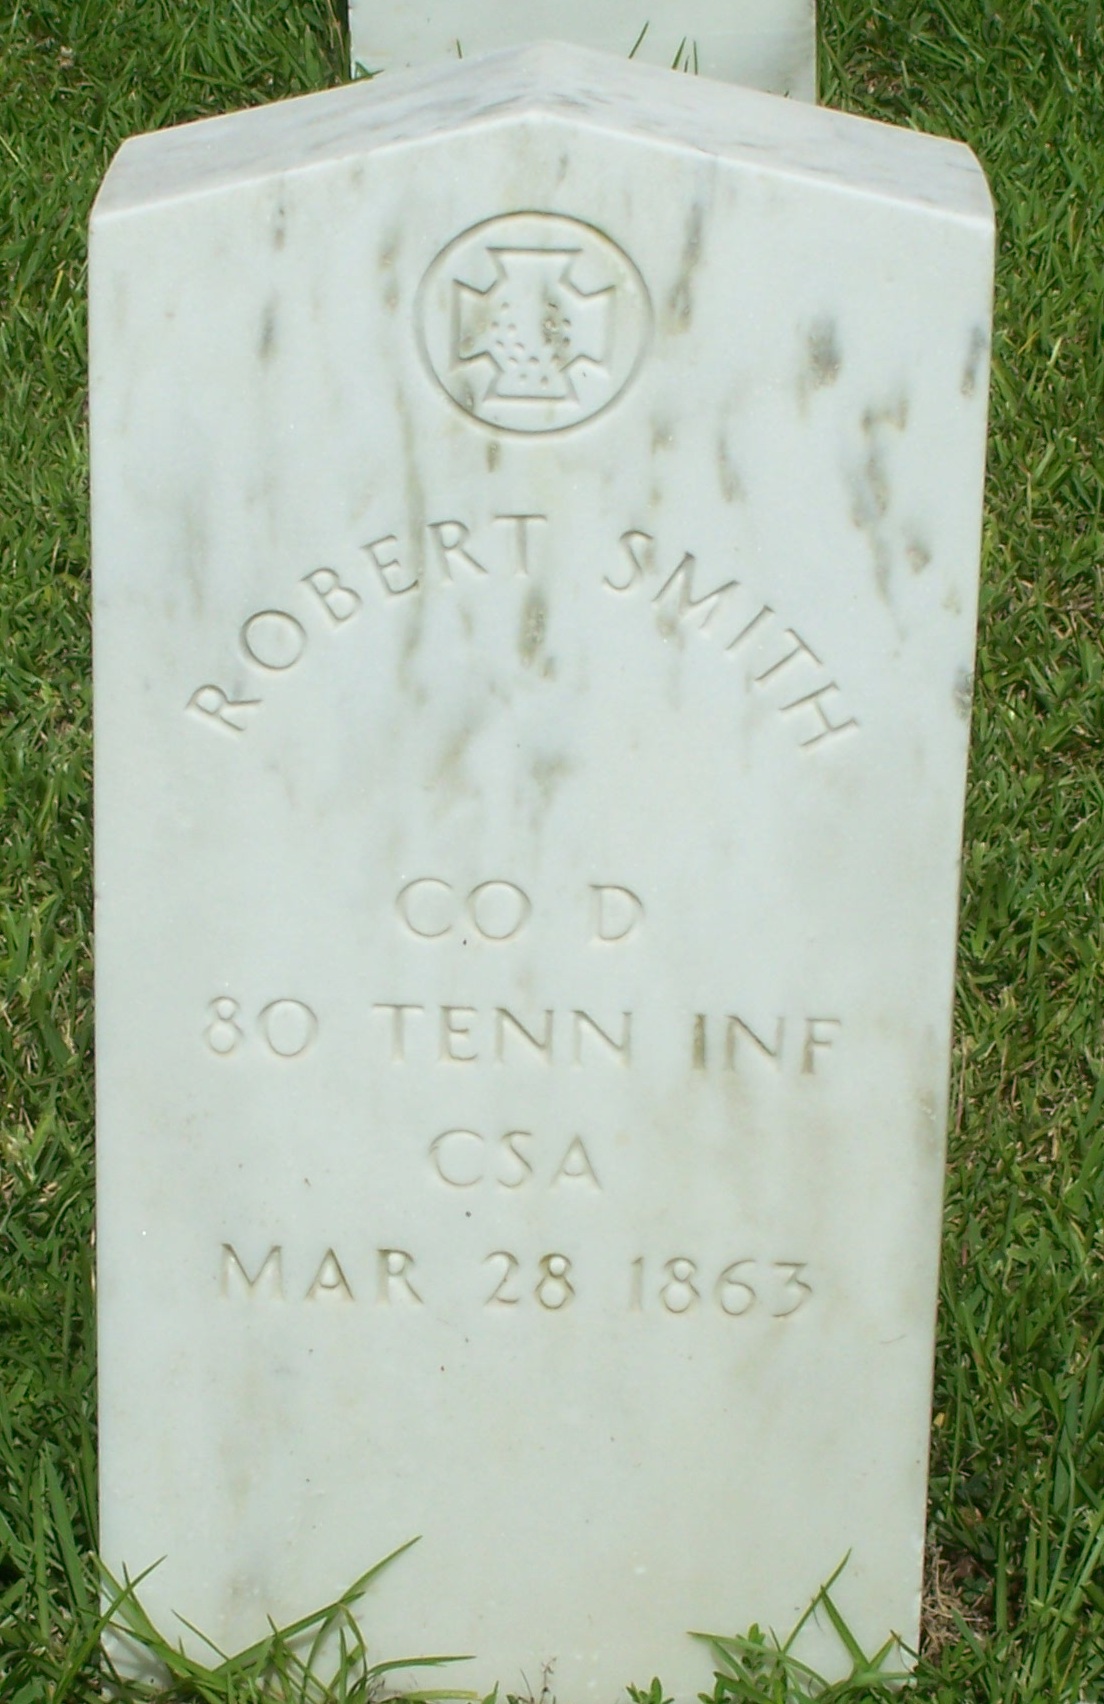 ROBERT SMITH
CO D
80 TENN INF
CSA
MAR 28 1863